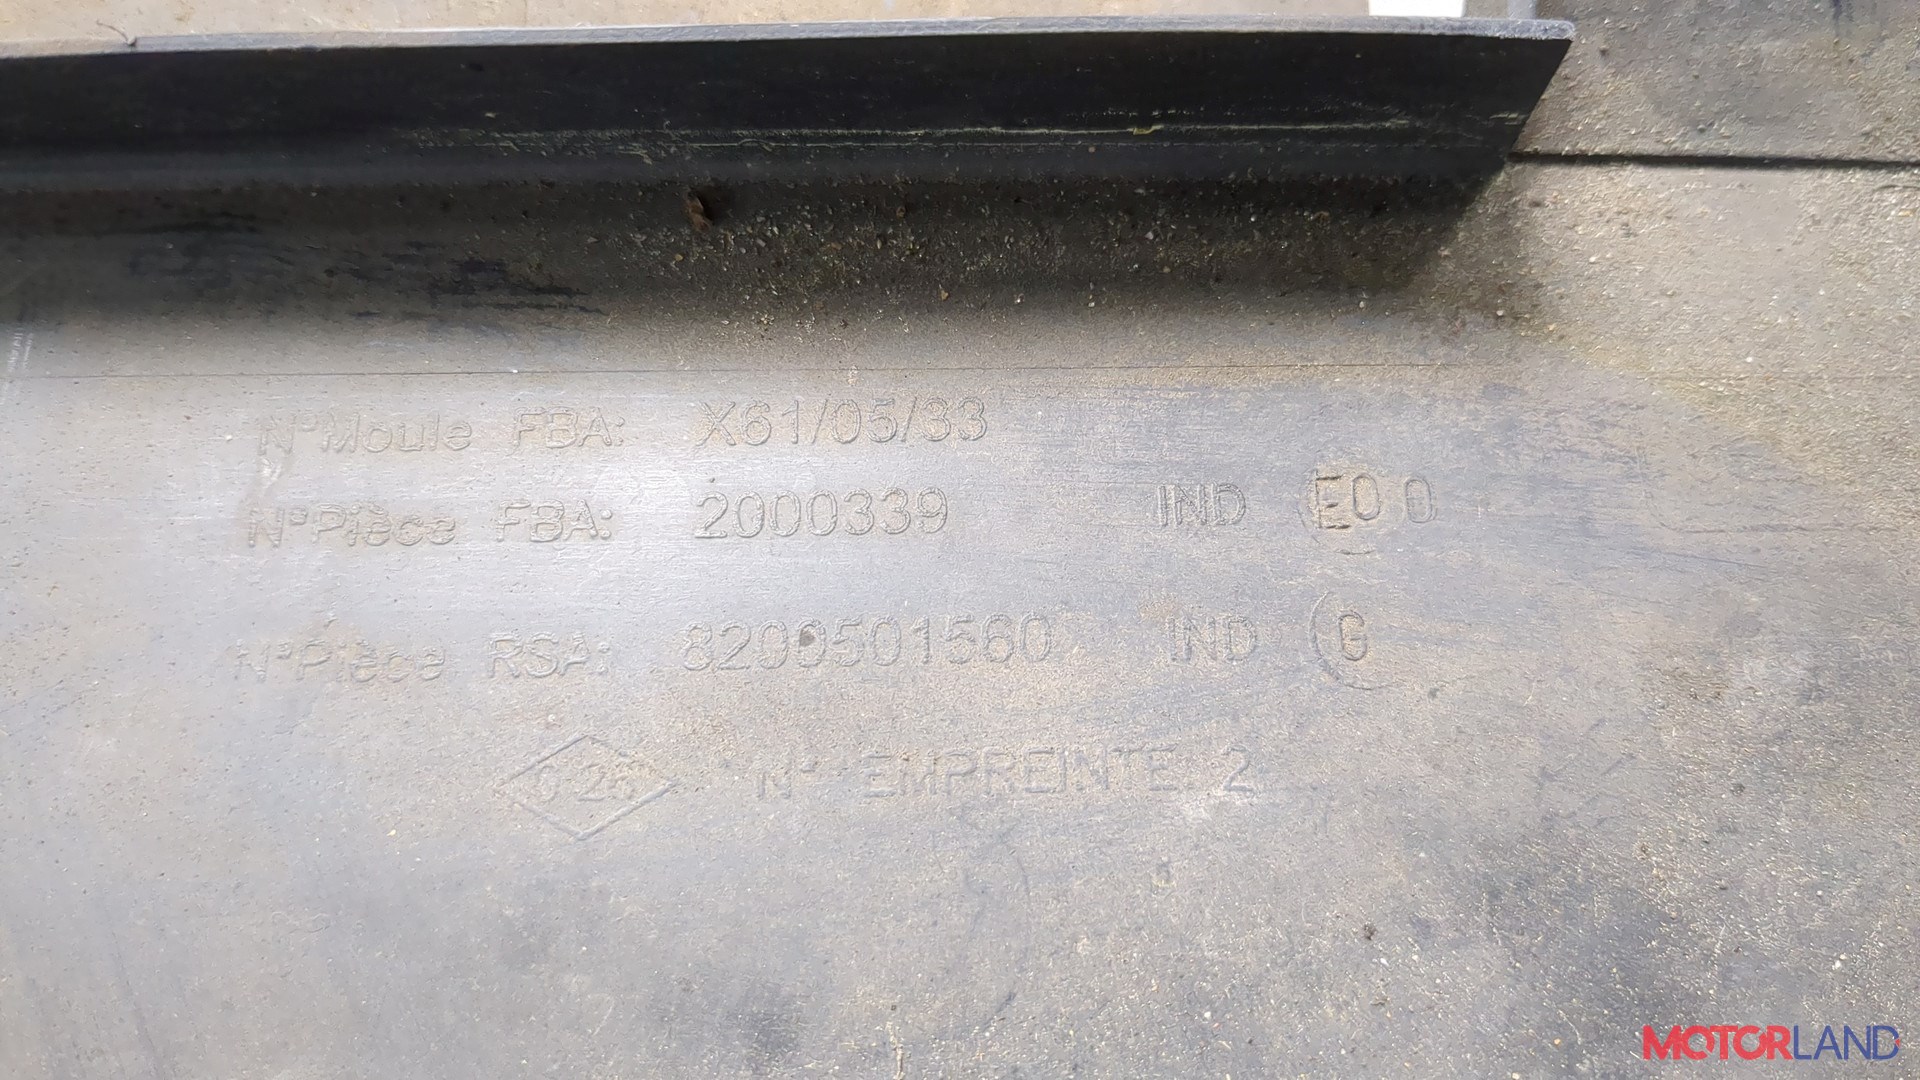 N°Moule FBA: X61/05/33
N°Pièce FBA: 2000339 IND E0 0
N°Pièce RSA: 8200501560 IND G
N° EMPREINTE 2
MOTORLAND